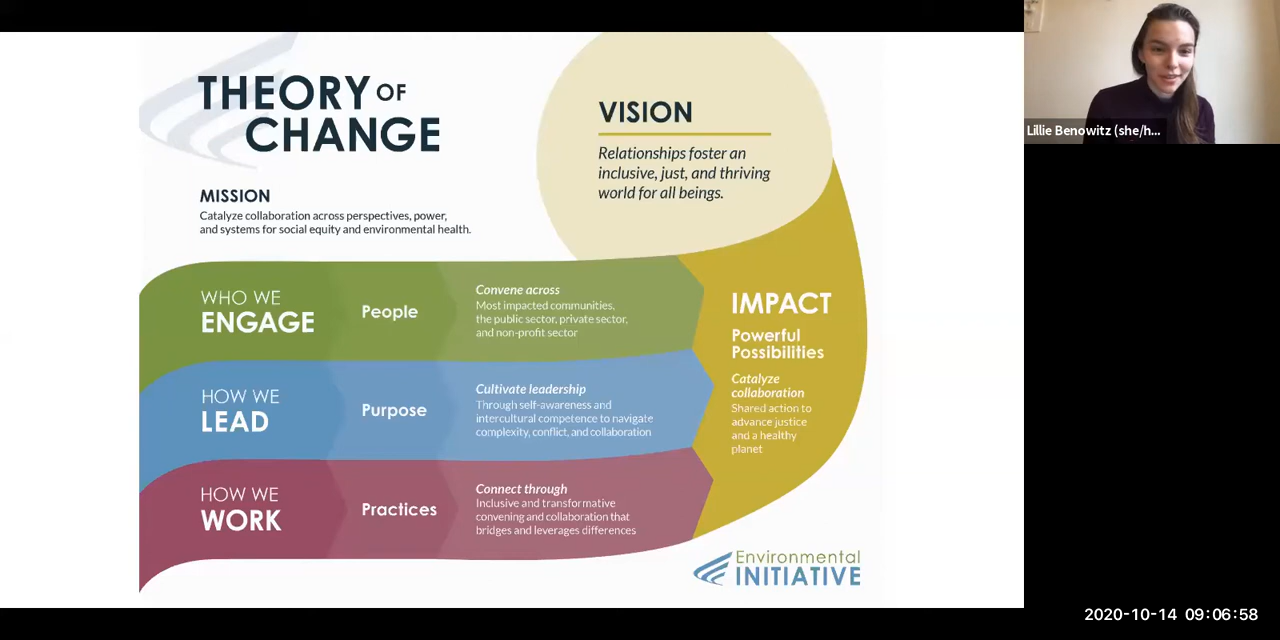 THEORY OF
CHANGE
MISSION
Catalyze collaboration across perspectives, power,
and systems for social equity and environmental health.
VISION
Relationships foster an
inclusive, just, and thriving
world for all beings.
WHO WE
ENGAGE
People
Convene across
Most impacted communities,
the public sector, private sector,
and non-profit sector
HOW WE
LEAD
Purpose
Cultivate leadership
Through self-awareness and
intercultural competence to navigate
complexity, conflict, and collaboration
HOW WE
WORK
Practices
Connect through
Inclusive and transformative
convening and collaboration that
bridges and leverages differences
IMPACT
Powerful
Possibilities
Catalyze
collaboration
Shared action to
advance justice
and a healthy
planet
Environmental
INITIATIVE
Lillie Benowitz (she/h...
2020-10-14 09:06:58